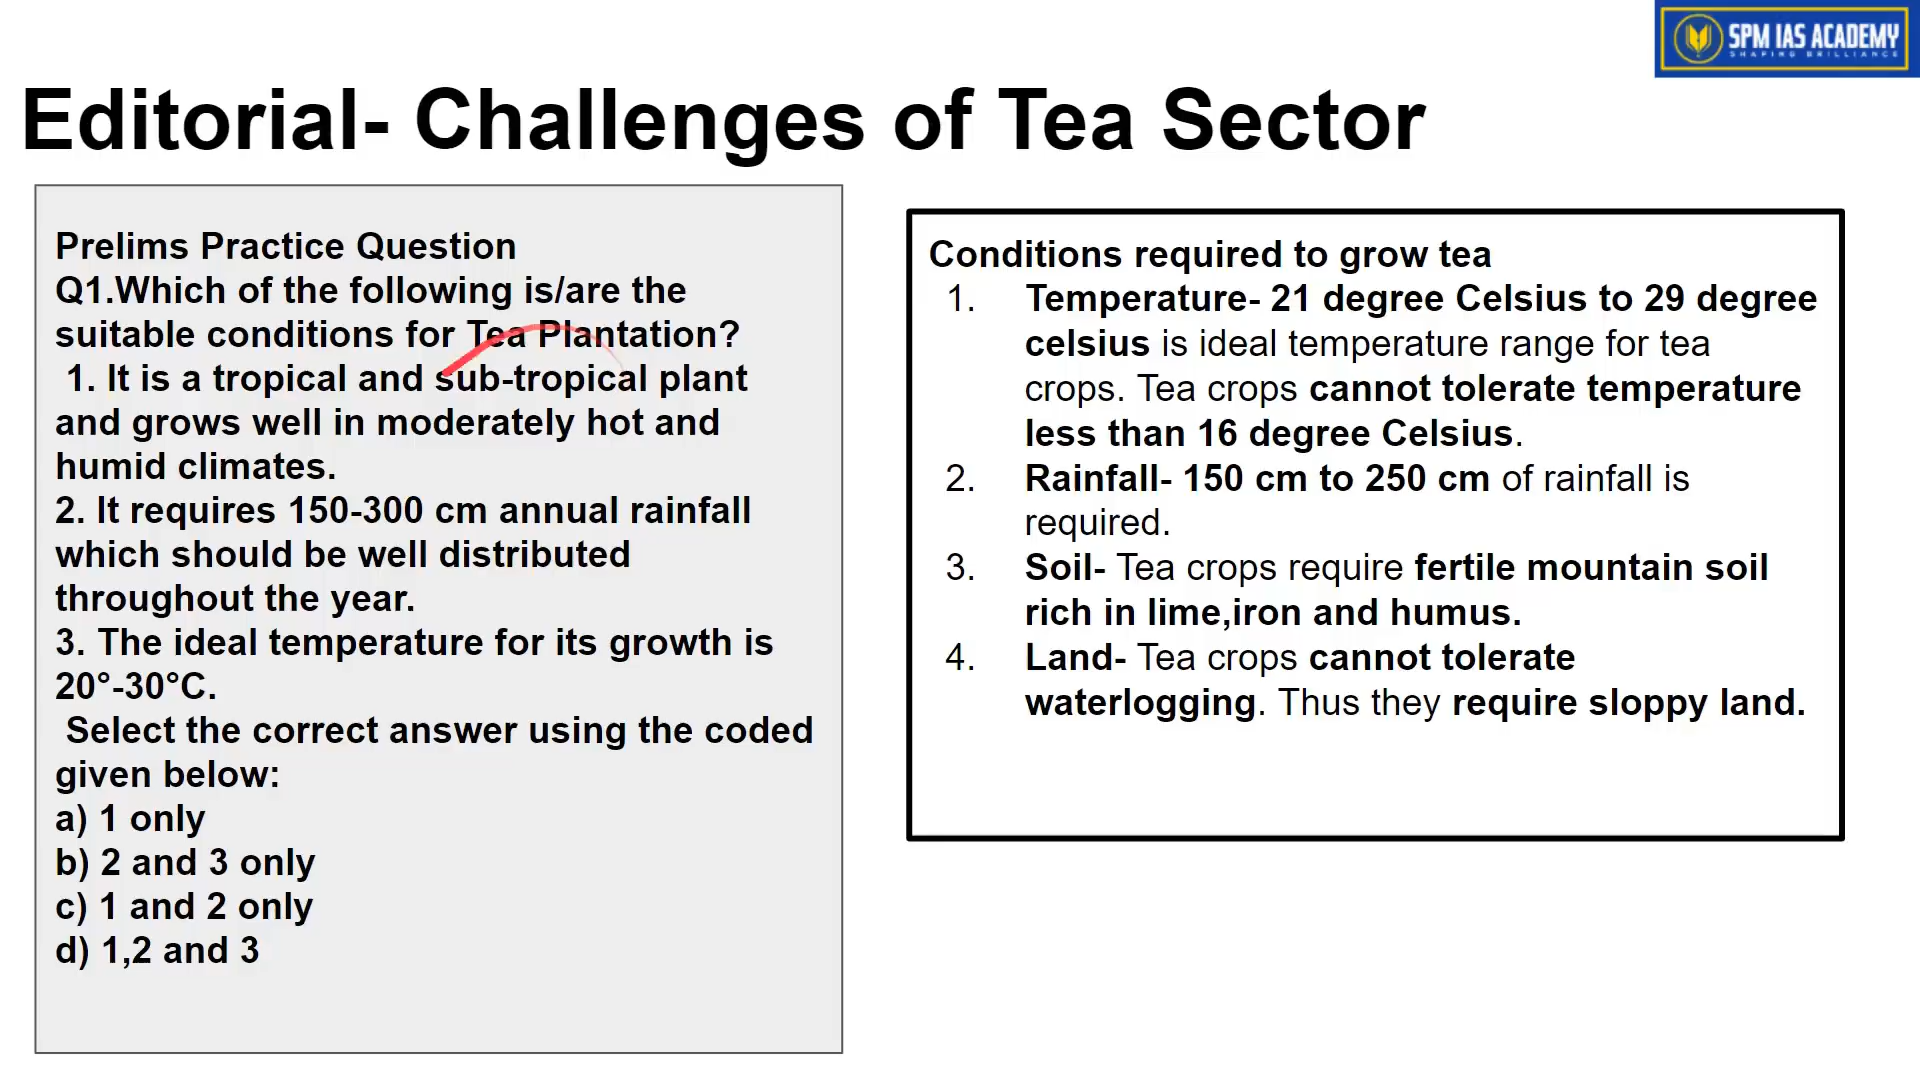 SPM IAS ACADEMY
SHAPING BRILLIANCE
Editorial- Challenges of Tea Sector
Prelims Practice Question
Q1.Which of the following is/are the
suitable conditions for Tea Plantation?
1. It is a tropical and sub-tropical plant
and grows well in moderately hot and
humid climates.
2. It requires 150-300 cm annual rainfall
which should be well distributed
throughout the year.
3. The ideal temperature for its growth is
20°-30°C.
Select the correct answer using the coded
given below:
a) 1 only
b) 2 and 3 only
c) 1 and 2 only
d) 1,2 and 3
Conditions required to grow tea
1. Temperature- 21 degree Celsius to 29 degree
celsius is ideal temperature range for tea
crops. Tea crops cannot tolerate temperature
less than 16 degree Celsius.
2. Rainfall- 150 cm to 250 cm of rainfall is
required.
3. Soil- Tea crops require fertile mountain soil
rich in lime,iron and humus.
4. Land- Tea crops cannot tolerate
waterlogging. Thus they require sloppy land.